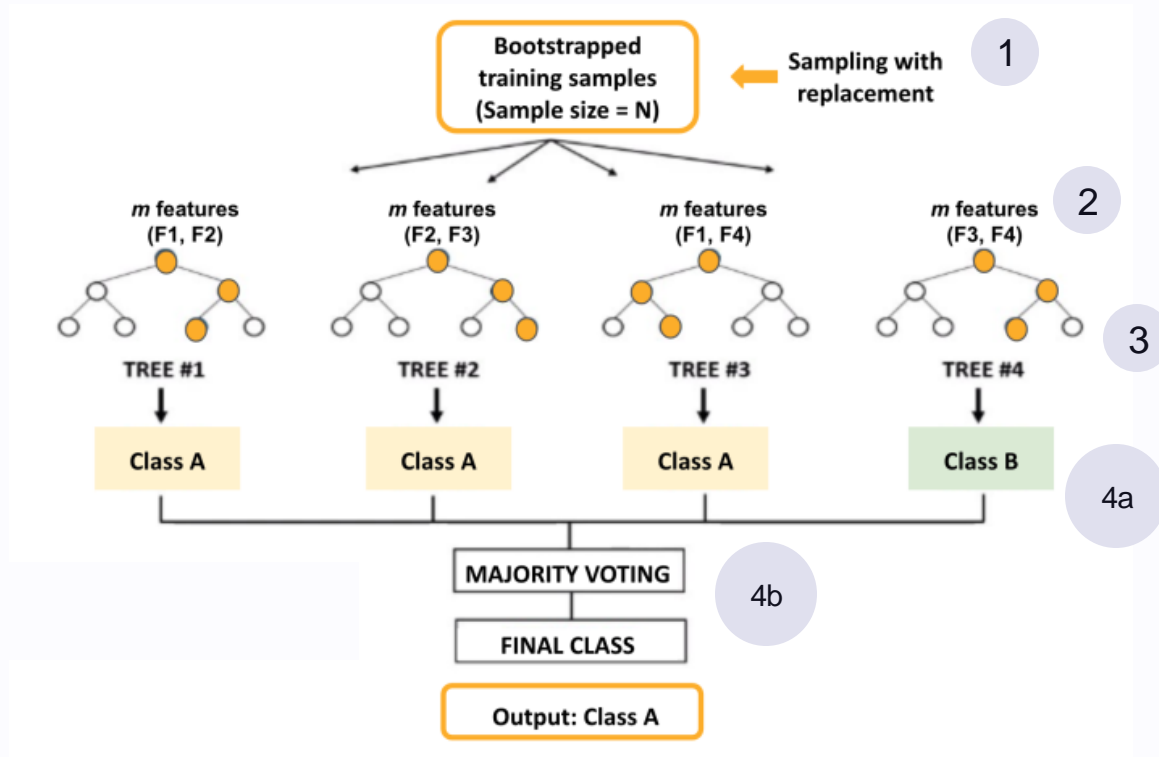 Bootstrapped
training samples
(Sample size = N)
Sampling with
replacement
1
m features
(F1, F2)
m features
(F2, F3)
m features
(F1, F4)
m features
(F3, F4)
2
3
TREE #1
TREE #2
TREE #3
TREE #4
Class A
Class A
Class A
Class B
4a
MAJORITY VOTING
4b
FINAL CLASS
Output: Class A